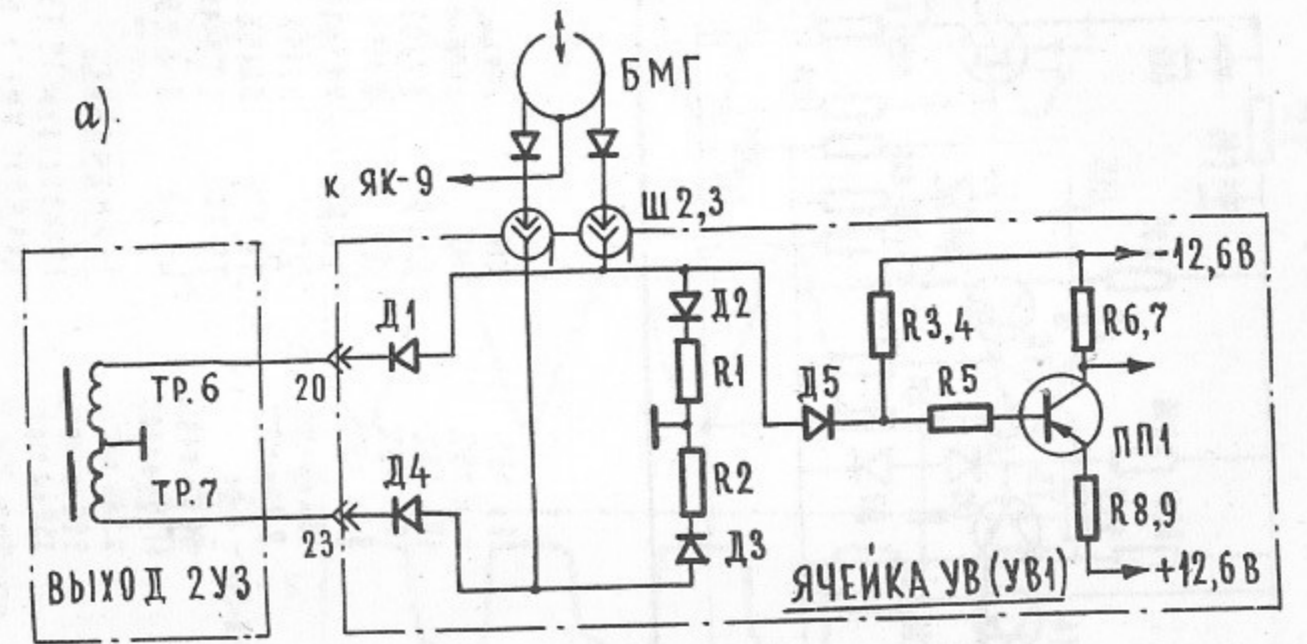 а).
БМГ
к ЯК-9
Ш2,3
-12,6В
Д1
Д2
R3,4
R6,7
ТР.6
20
R1
Д5
R5
ПП1
Д4
R2
ТР.7
R8,9
23
Д3
ВЫХОД 2УЗ
ЯЧЕЙКА УВ(УВ1)
+12,6В